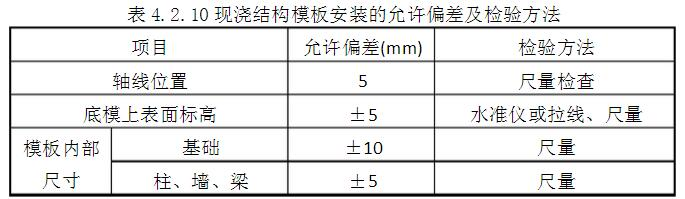 表 4.2.10 现浇结构模板安装的允许偏差及检验方法
项目 允许偏差(mm) 检验方法
轴线位置 5 尺量检查
底模上表面标高 ±5 水准仪或拉线、尺量
模板内部尺寸 基础 ±10 尺量
柱、墙、梁 ±5 尺量